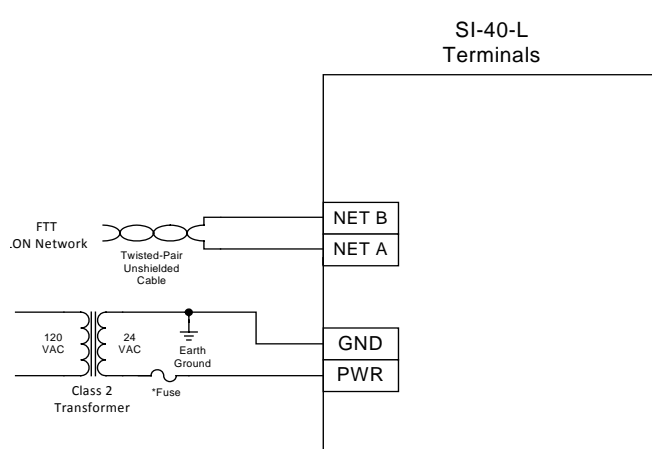 SI-40-L
Terminals
NET B
FTT
.ON Network
NET A
Twisted-Pair
Unshielded
Cable
GND
120
VAC
24
VAC
Earth
Ground
PWR
Class 2
Transformer
*Fuse